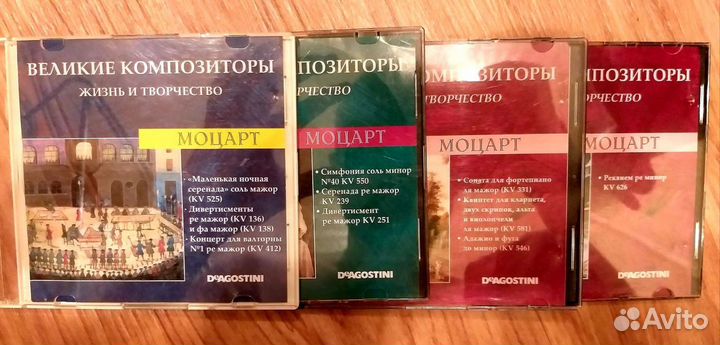 ВЕЛИКИЕ КОМПОЗИТОРЫ
ЖИЗНЬ И ТВОРЧЕСТВО
МОЦАРТ
· «Маленькая ночная
серенада» соль мажор
(KV 525)
· Дивертисменты
ре мажор (KV 136)
и фа мажор (KV 138)
· Концерт для валторны
№1 ре мажор (KV 412)
DeAGOSTINI
ПОЗИТОРЫ
ОРЧЕСТВО
МОЦАРТ
· Симфония соль минор
№40 KV 550
· Серенада ре мажор
KV 239
· Дивертисмент
ре мажор KV 251
DeAGOSTINI
ОМПОЗИТОРЫ
ТВОРЧЕСТВО
МОЦАРТ
· Соната для фортепиано
ля мажор (KV 331)
· Квинтет для кларнета,
двух скрипок, альта
и виолончели
ля мажор (KV 581)
· Адажио и фуга
до минор (KV 546)
DeAGOSTINI
МПОЗИТОРЫ
ОРЧЕСТВО
МОЦАРТ
· Реквием ре минор
KV 626
DeAGOSTINI
Avito